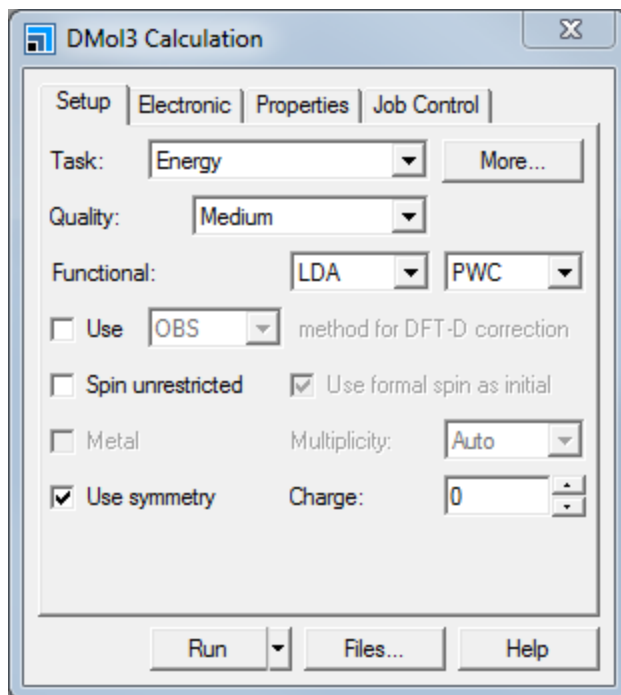 DMol3 Calculation
Setup Electronic Properties Job Control
Task: Energy More...
Quality: Medium
Functional: LDA PWC
Use OBS method for DFT-D correction
Spin unrestricted Use formal spin as initial
Metal Multiplicity: Auto
Use symmetry Charge: 0
Run Files... Help